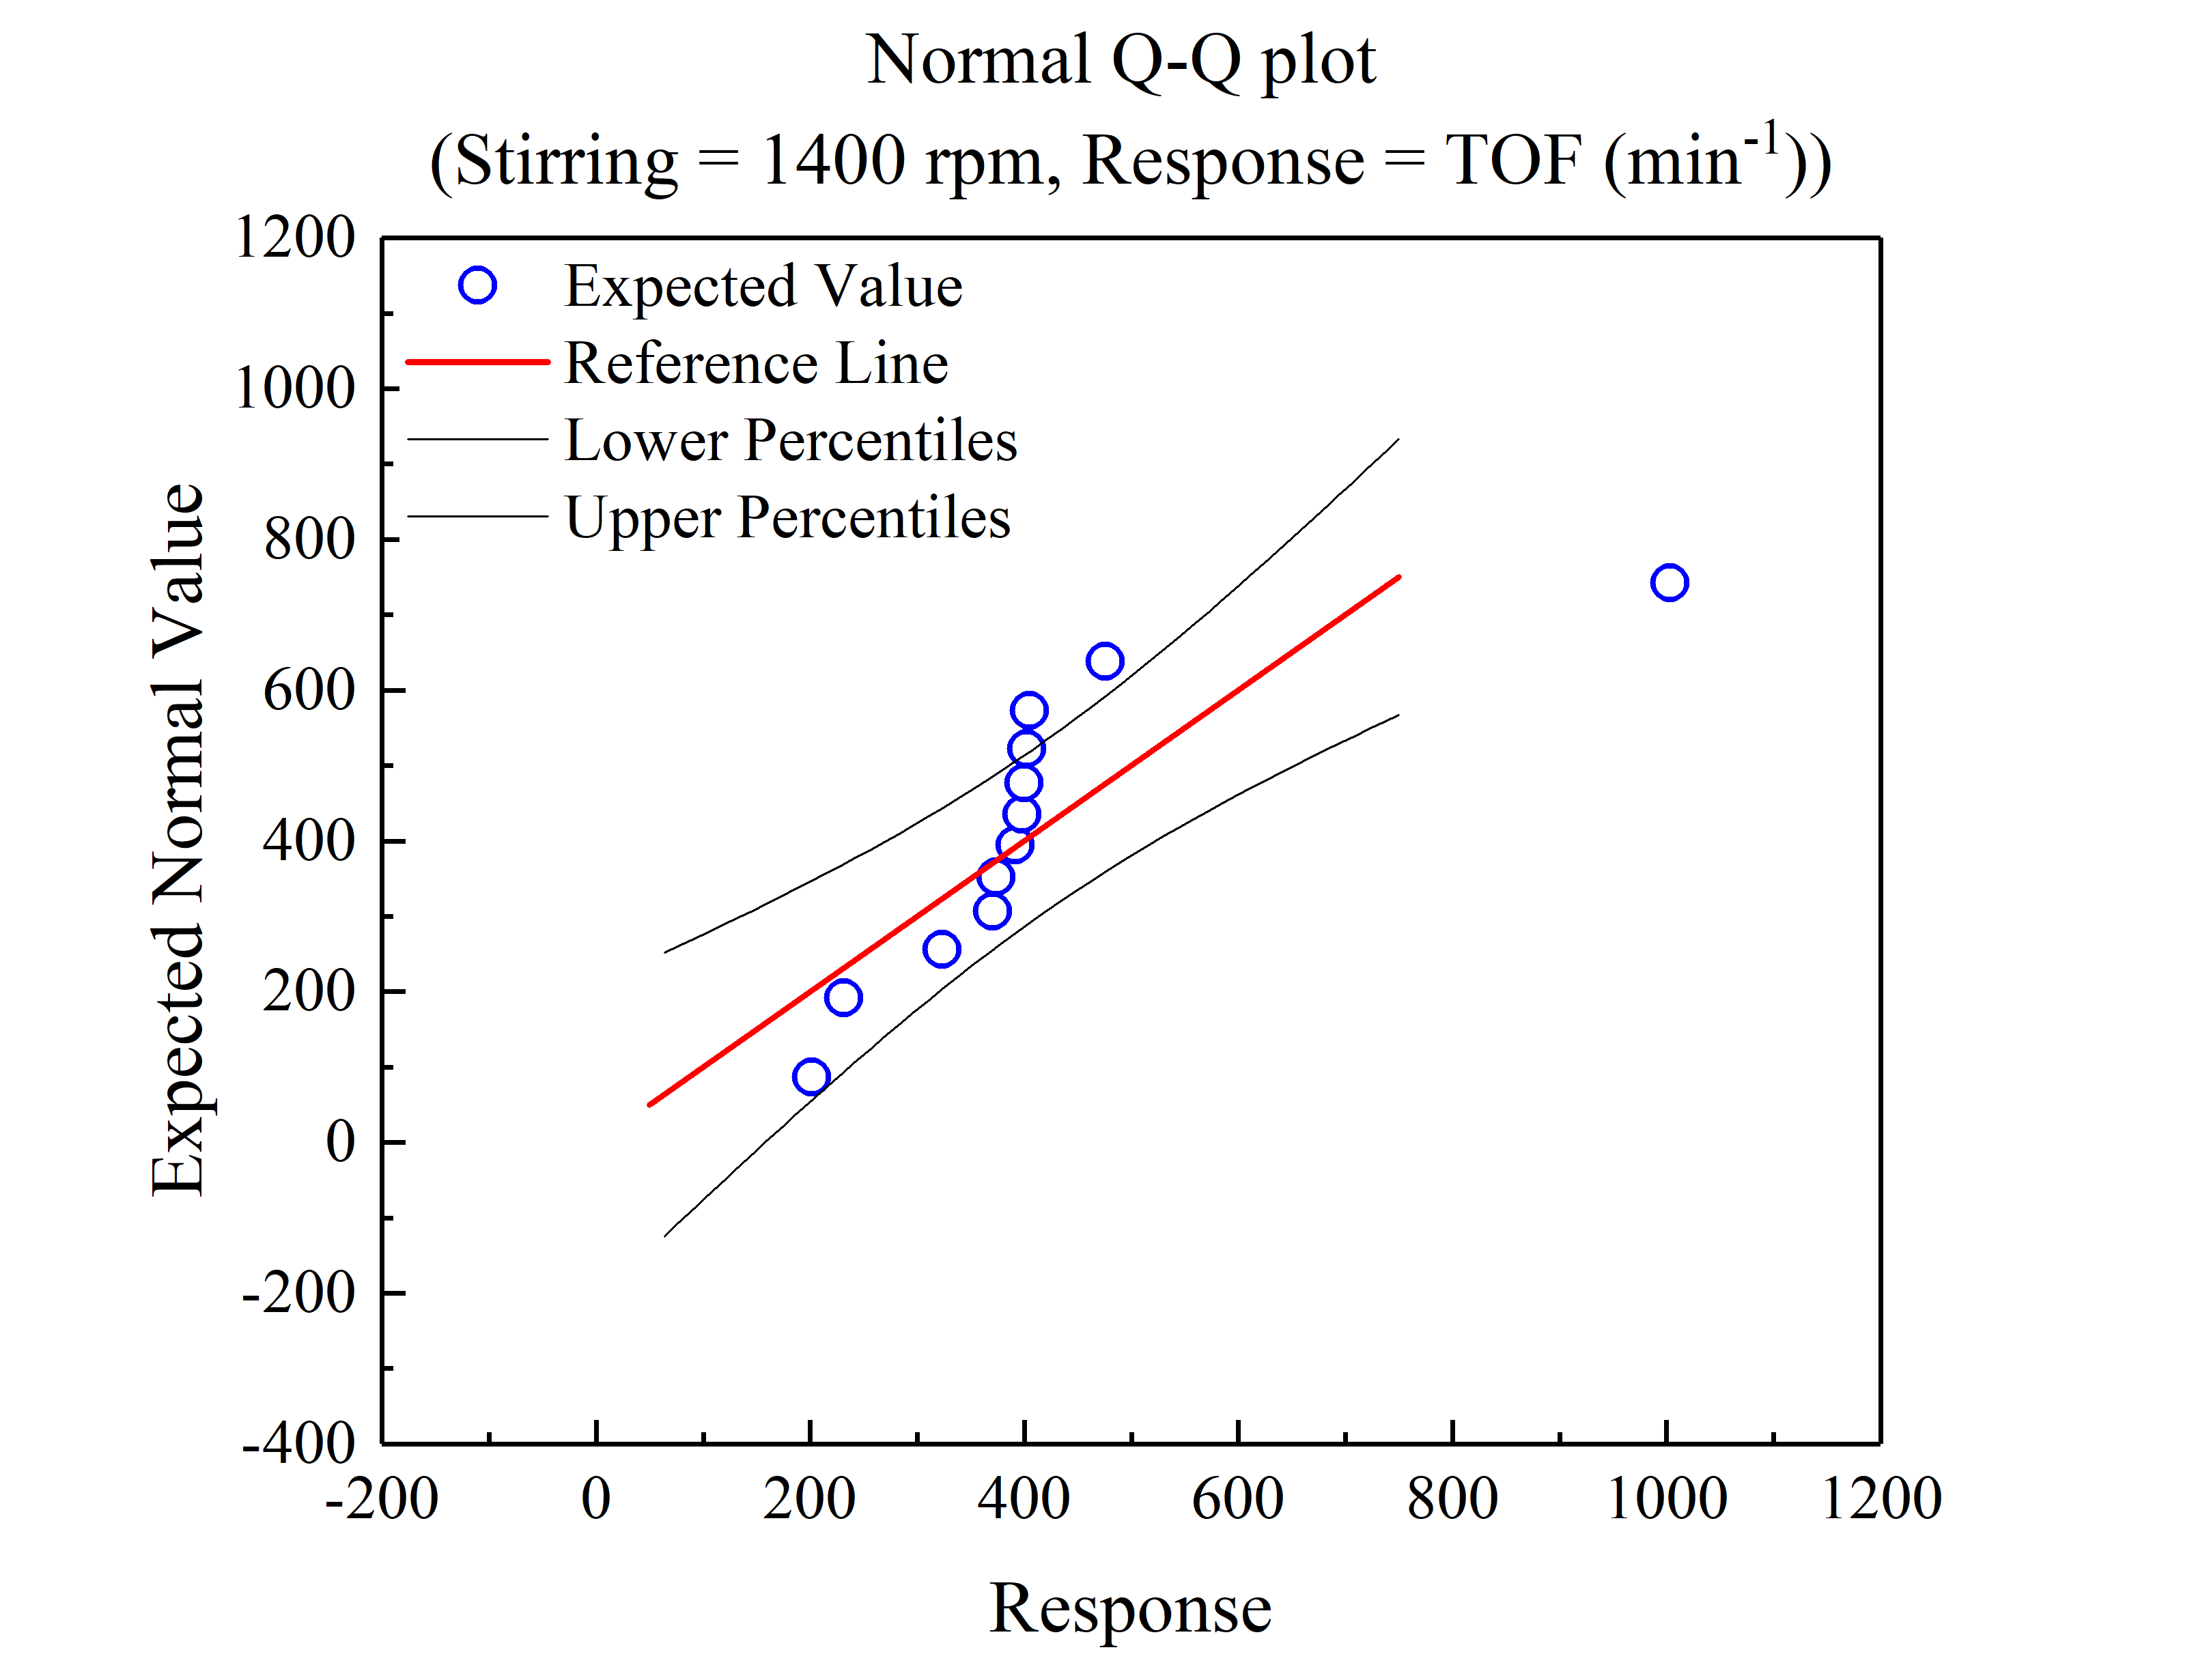 Normal Q-Q plot
(Stirring = 1400 rpm, Response = TOF (min⁻¹))
1200
1000
800
600
400
200
0
-200
-400
Expected Value
Reference Line
Lower Percentiles
Upper Percentiles
Expected Normal Value
-200 0 200 400 600 800 1000 1200
Response